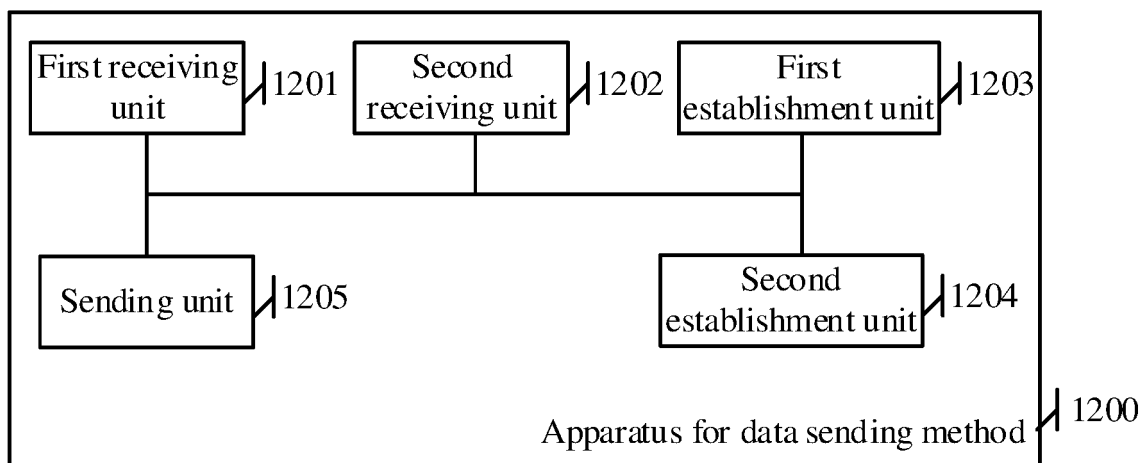 First receiving
unit
1201
Second
receiving unit
1202
First
establishment unit
1203
Sending unit
1205
Second
establishment unit
1204
Apparatus for data sending method
1200